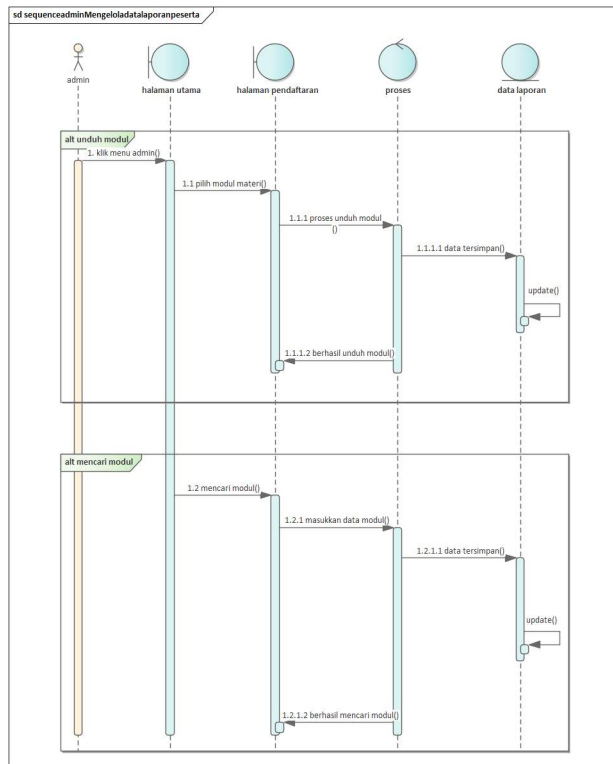 sd sequenceadminMengeloladatalaporanpeserta
admin
halaman utama
halaman pendaftaran
proses
data laporan
alt unduh modul
1. klik menu admin()
1.1 pilih modul materi()
1.1.1 proses unduh modul
()
1.1.1.1 data tersimpan()
update()
1.1.1.2 berhasil unduh modul()
alt mencari modul
1.2 mencari modul()
1.2.1 masukkan data modul()
1.2.1.1 data tersimpan()
update()
1.2.1.2 berhasil mencari modul()